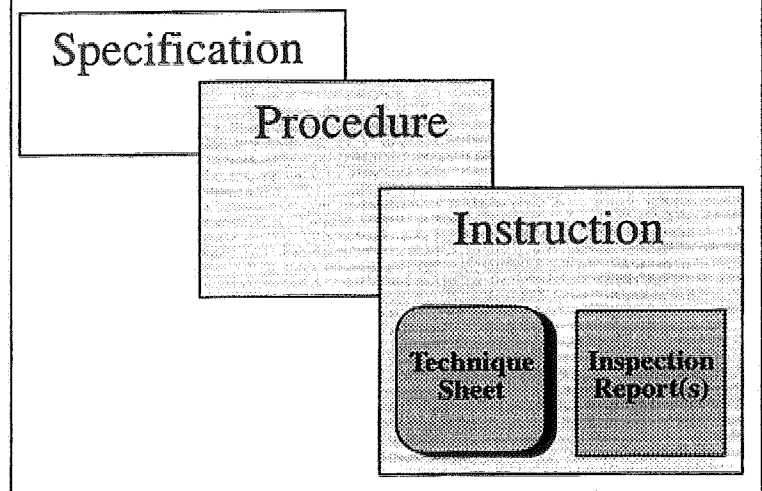 Specification
Procedure
Instruction
Technique
Sheet
Inspection
Report(s)